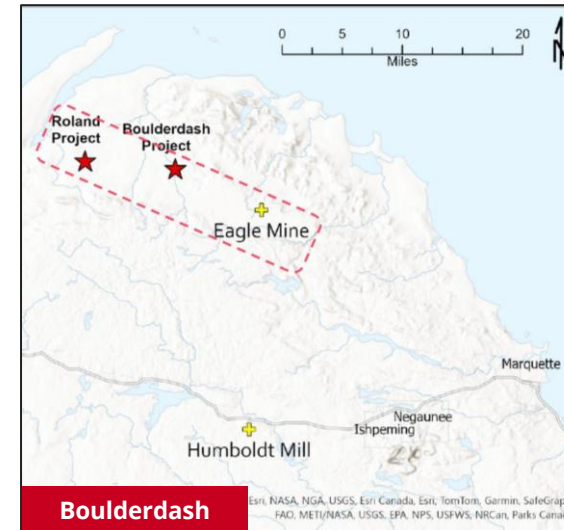 0 5 10 20
Miles
Roland
Project
Boulderdash
Project
Eagle Mine
Marquette
Negaunee
Ishpeming
Humboldt Mill
Boulderdash
Esri, NASA, NGA, USGS, Esri Canada, Esri, TomTom, Garmin, SafeGrap
FAO, METI/NASA, USGS, EPA, NPS, USFWS, NRCan, Parks Canad